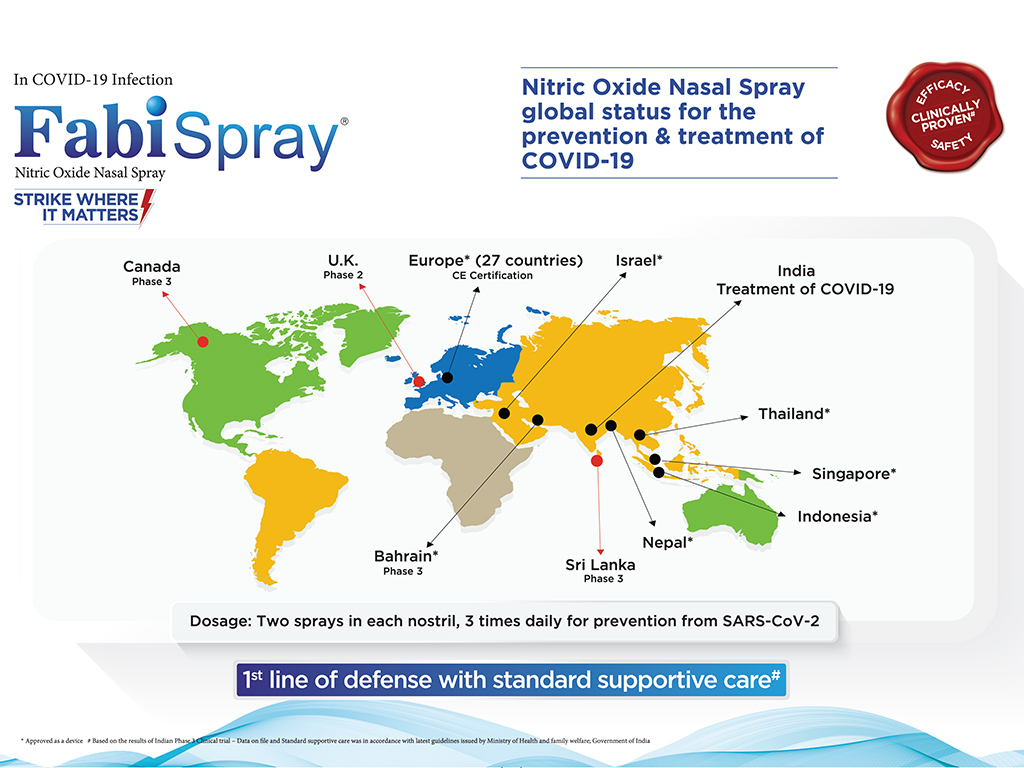 In COVID-19 Infection
FabiSpray®
Nitric Oxide Nasal Spray
STRIKE WHERE
IT MATTERS
Nitric Oxide Nasal Spray
global status for the
prevention & treatment of
COVID-19
EFFICACY
CLINICALLY
PROVEN#
SAFETY
Canada
Phase 3
U.K.
Phase 2
Europe* (27 countries)
CE Certification
Israel*
India
Treatment of COVID-19
Thailand*
Singapore*
Indonesia*
Nepal*
Bahrain*
Phase 3
Sri Lanka
Phase 3
Dosage: Two sprays in each nostril, 3 times daily for prevention from SARS-CoV-2
1st line of defense with standard supportive care#
* Approved as a device # Based on the results of Indian Phase 3 Clinical trial – Data on file and Standard supportive care was in accordance with latest guidelines issued by Ministry of Health and family welfare, Government of India